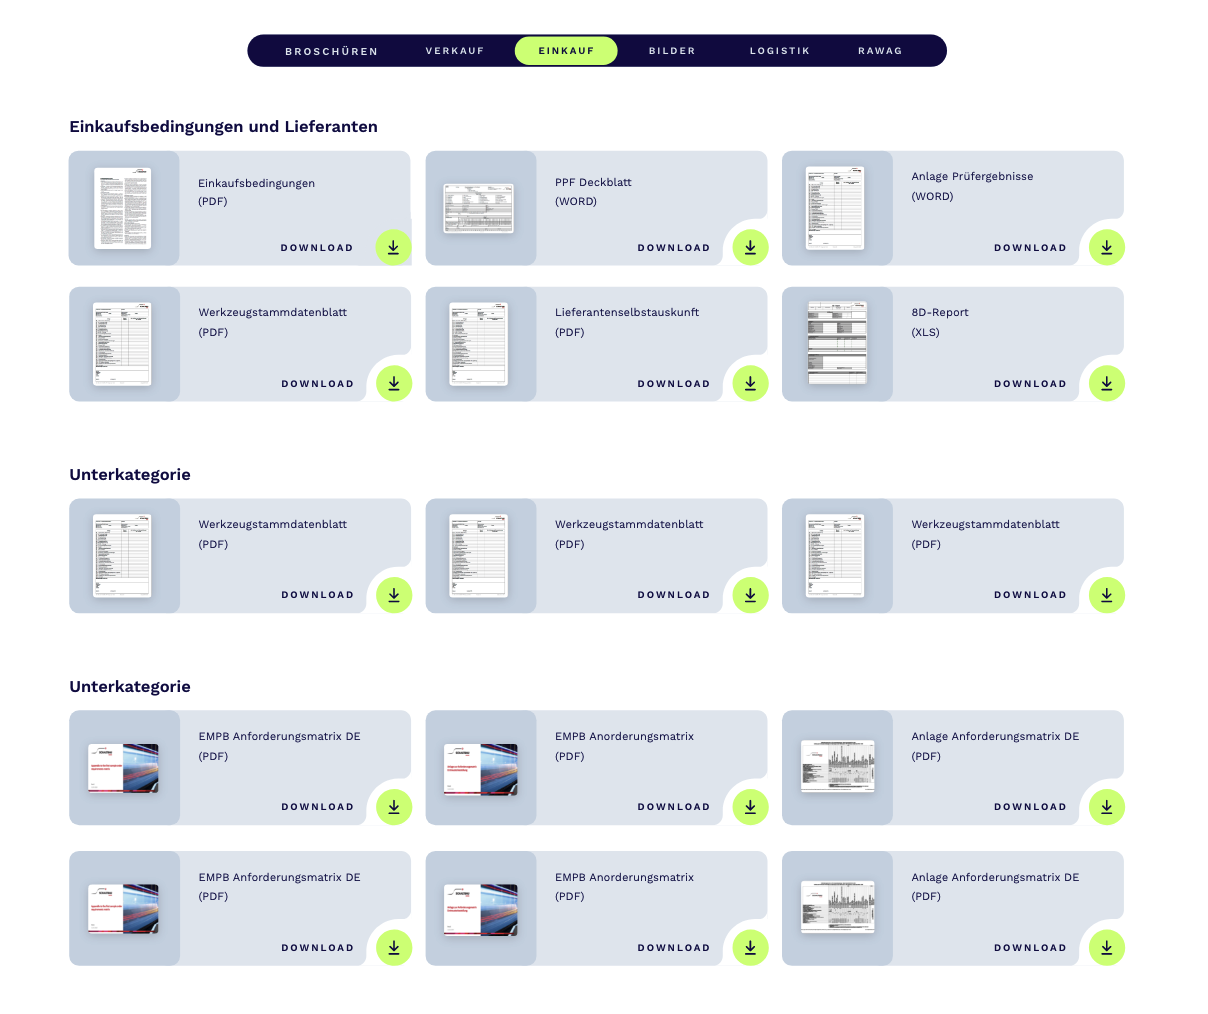 BROSCHÜREN VERKAUF EINKAUF BILDER LOGISTIK RAWAG
Einkaufsbedingungen und Lieferanten
Einkaufsbedingungen
(PDF)
DOWNLOAD
PPF Deckblatt
(WORD)
DOWNLOAD
Anlage Prüfergebnisse
(WORD)
DOWNLOAD
Werkzeugstammdatenblatt
(PDF)
DOWNLOAD
Lieferantenselbstauskunft
(PDF)
DOWNLOAD
8D-Report
(XLS)
DOWNLOAD
Unterkategorie
Werkzeugstammdatenblatt
(PDF)
DOWNLOAD
Werkzeugstammdatenblatt
(PDF)
DOWNLOAD
Werkzeugstammdatenblatt
(PDF)
DOWNLOAD
Unterkategorie
EMPB Anforderungsmatrix DE
(PDF)
DOWNLOAD
EMPB Anorderungsmatrix
(PDF)
DOWNLOAD
Anlage Anforderungsmatrix DE
(PDF)
DOWNLOAD
EMPB Anforderungsmatrix DE
(PDF)
DOWNLOAD
EMPB Anorderungsmatrix
(PDF)
DOWNLOAD
Anlage Anforderungsmatrix DE
(PDF)
DOWNLOAD